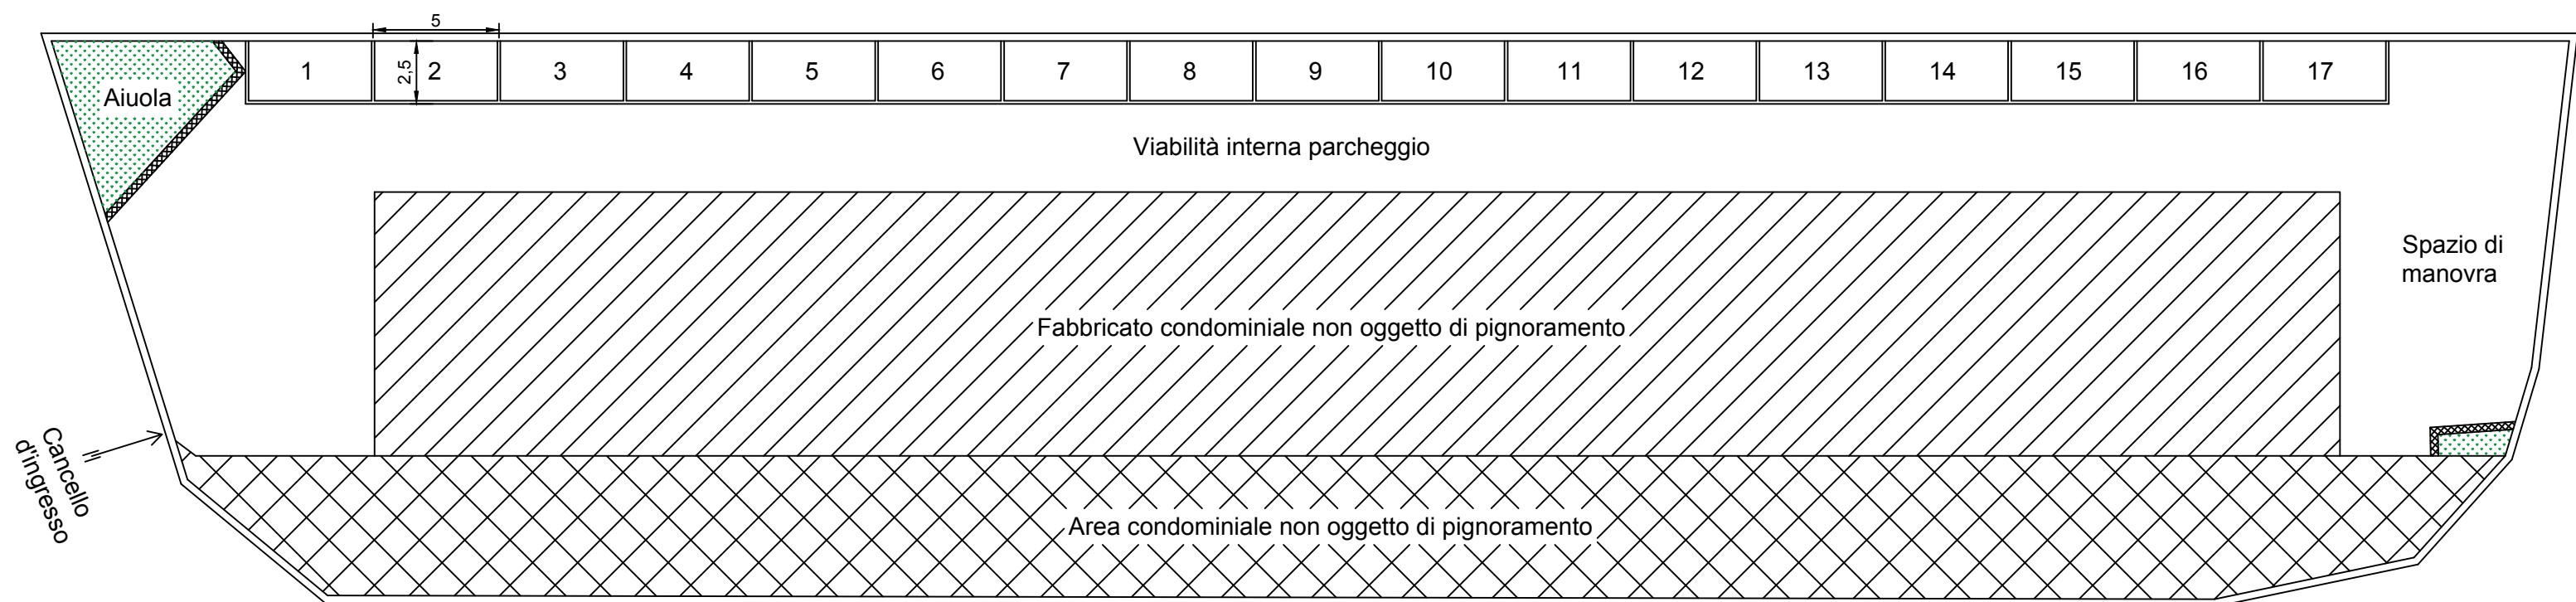 5
2,5
1
2
3
4
5
6
7
8
9
10
11
12
13
14
15
16
17
Aiuola
Viabilità interna parcheggio
Spazio di
manovra
Fabbricato condominiale non oggetto di pignoramento
Cancello
d'ingresso
Area condominiale non oggetto di pignoramento